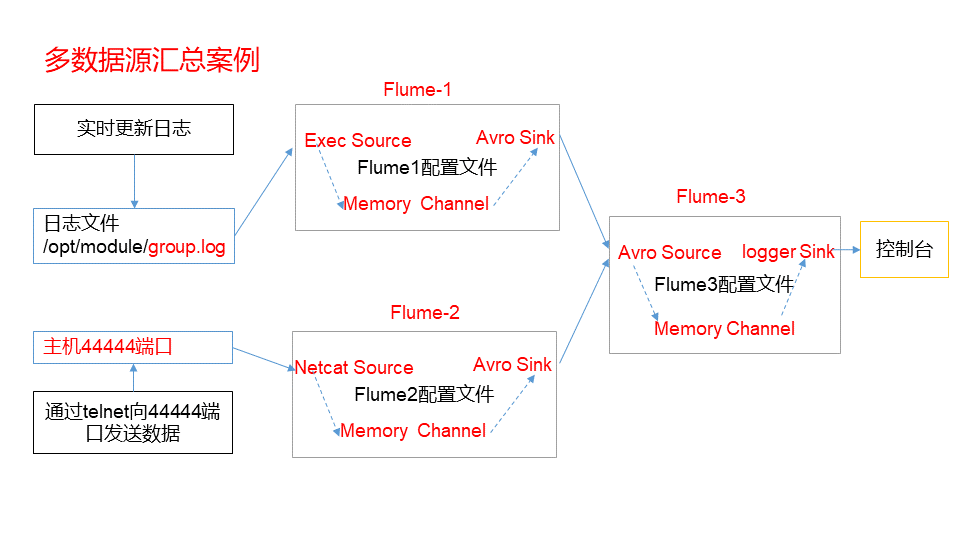 多数据源汇总案例
Flume-1
实时更新日志
Exec Source
Avro Sink
Flume1配置文件
Memory Channel
日志文件
/opt/module/group.log
Flume-3
Avro Source
logger Sink
Flume3配置文件
Memory Channel
控制台
Flume-2
主机44444端口
Netcat Source
Avro Sink
Flume2配置文件
Memory Channel
通过telnet向44444端
口发送数据